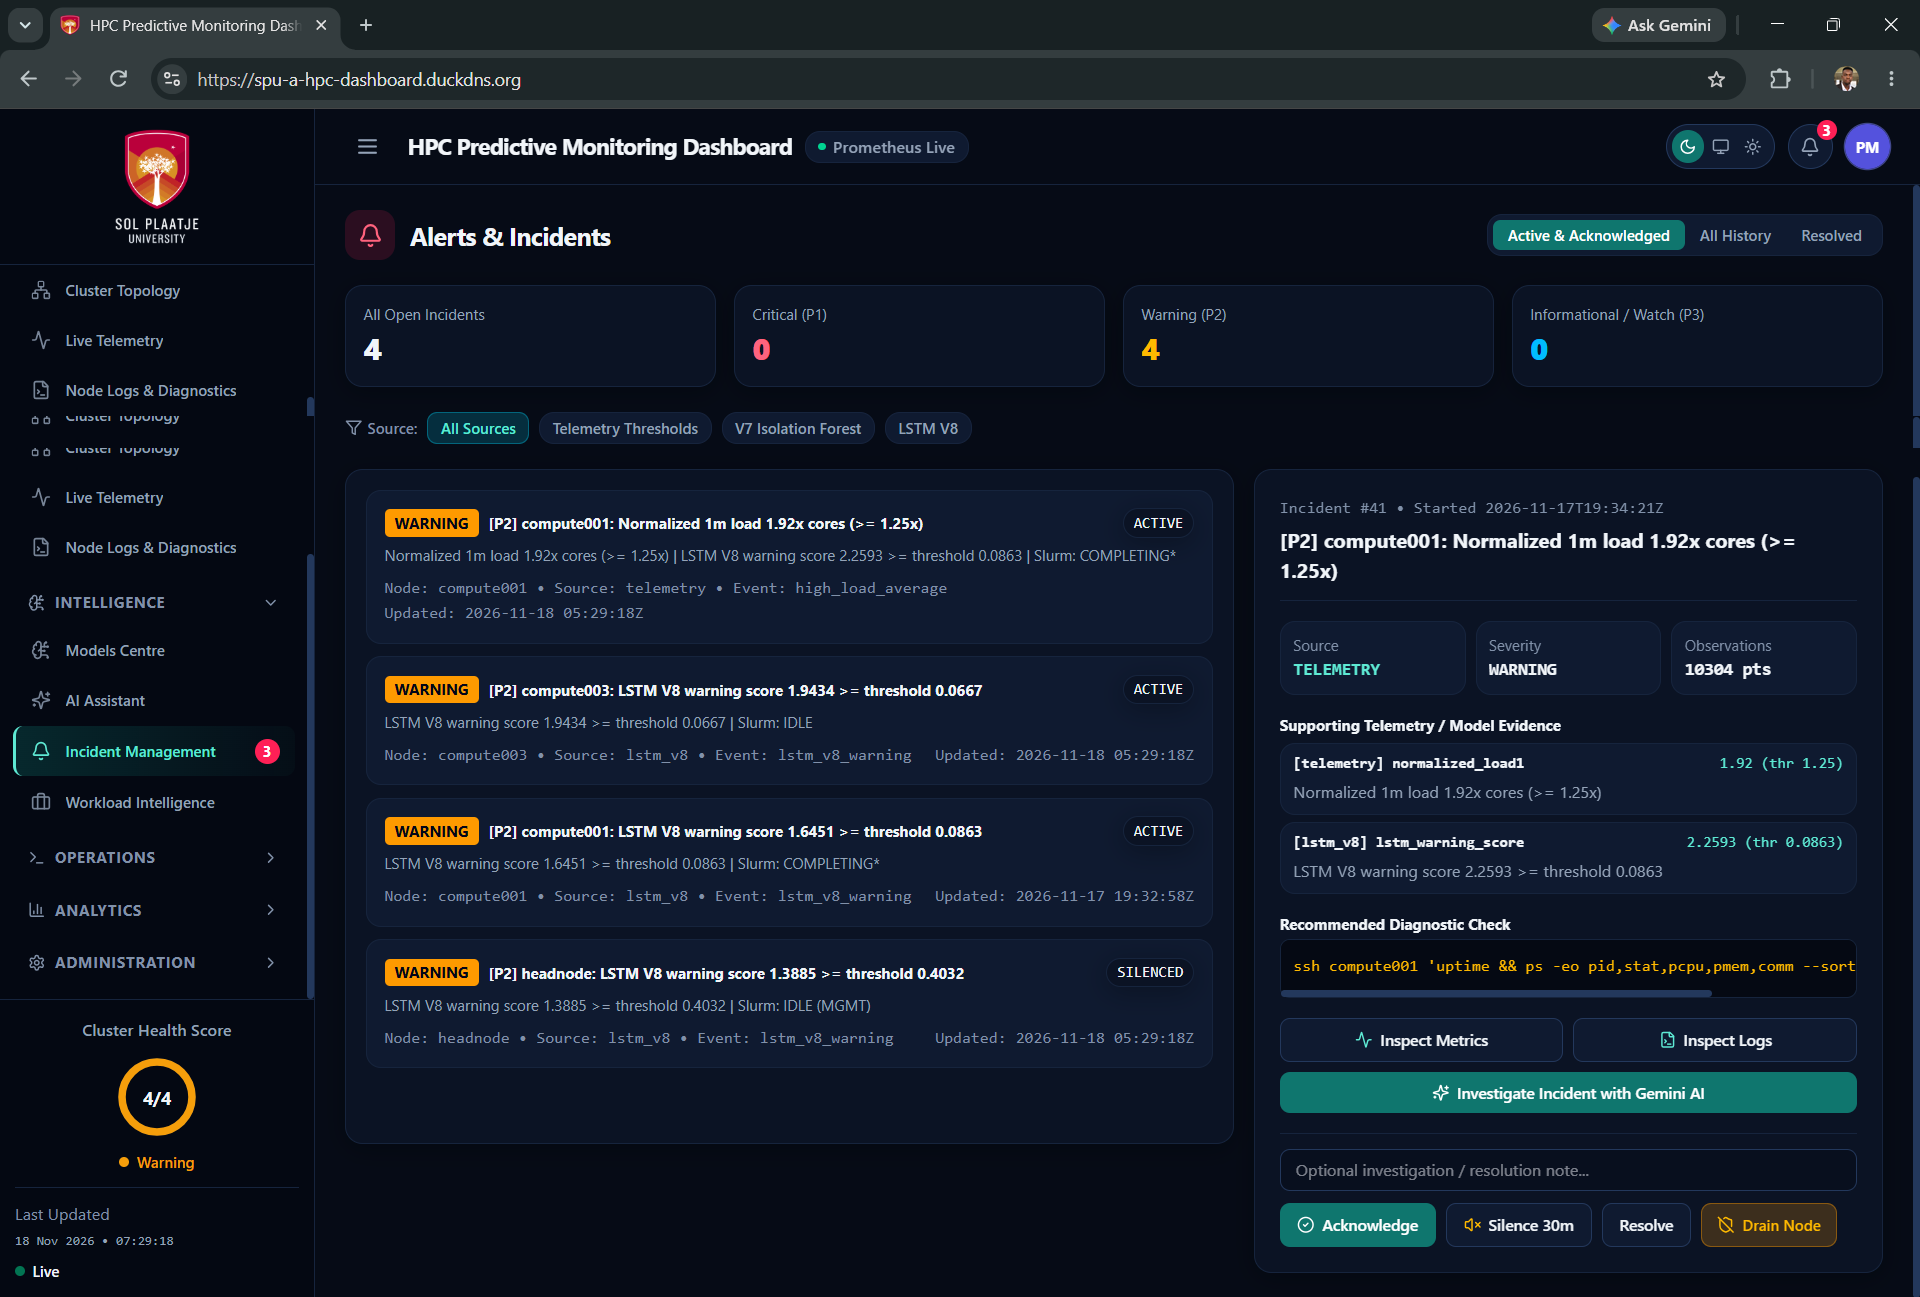 HPC Predictive Monitoring Dash
Ask Gemini
https://spu-a-hpc-dashboard.duckdns.org
SOL PLAATJE
UNIVERSITY
HPC Predictive Monitoring Dashboard
Prometheus Live
3
PM
Cluster Topology
Live Telemetry
Node Logs & Diagnostics
Cluster Topology
Cluster Topology
Live Telemetry
Node Logs & Diagnostics
INTELLIGENCE
Models Centre
AI Assistant
Incident Management 3
Workload Intelligence
OPERATIONS
ANALYTICS
ADMINISTRATION
Cluster Health Score
4/4
Warning
Last Updated
18 Nov 2026 • 07:29:18
Live
Alerts & Incidents
Active & Acknowledged All History Resolved
All Open Incidents
4
Critical (P1)
0
Warning (P2)
4
Informational / Watch (P3)
0
Source: All Sources Telemetry Thresholds V7 Isolation Forest LSTM V8
WARNING [P2] compute001: Normalized 1m load 1.92x cores (>= 1.25x) ACTIVE
Normalized 1m load 1.92x cores (>= 1.25x) | LSTM V8 warning score 2.2593 >= threshold 0.0863 | Slurm: COMPLETING*
Node: compute001 • Source: telemetry • Event: high_load_average
Updated: 2026-11-18 05:29:18Z
WARNING [P2] compute003: LSTM V8 warning score 1.9434 >= threshold 0.0667 ACTIVE
LSTM V8 warning score 1.9434 >= threshold 0.0667 | Slurm: IDLE
Node: compute003 • Source: lstm_v8 • Event: lstm_v8_warning Updated: 2026-11-18 05:29:18Z
WARNING [P2] compute001: LSTM V8 warning score 1.6451 >= threshold 0.0863 ACTIVE
LSTM V8 warning score 1.6451 >= threshold 0.0863 | Slurm: COMPLETING*
Node: compute001 • Source: lstm_v8 • Event: lstm_v8_warning Updated: 2026-11-17 19:32:58Z
WARNING [P2] headnode: LSTM V8 warning score 1.3885 >= threshold 0.4032 SILENCED
LSTM V8 warning score 1.3885 >= threshold 0.4032 | Slurm: IDLE (MGMT)
Node: headnode • Source: lstm_v8 • Event: lstm_v8_warning Updated: 2026-11-18 05:29:18Z
Incident #41 • Started 2026-11-17T19:34:21Z
[P2] compute001: Normalized 1m load 1.92x cores (>=
1.25x)
Source
TELEMETRY
Severity
WARNING
Observations
10304 pts
Supporting Telemetry / Model Evidence
[telemetry] normalized_load1 1.92 (thr 1.25)
Normalized 1m load 1.92x cores (>= 1.25x)
[lstm_v8] lstm_warning_score 2.2593 (thr 0.0863)
LSTM V8 warning score 2.2593 >= threshold 0.0863
Recommended Diagnostic Check
ssh compute001 'uptime && ps -eo pid,stat,pcpu,pmem,comm --sort
Inspect Metrics
Inspect Logs
Investigate Incident with Gemini AI
Optional investigation / resolution note...
Acknowledge
Silence 30m
Resolve
Drain Node